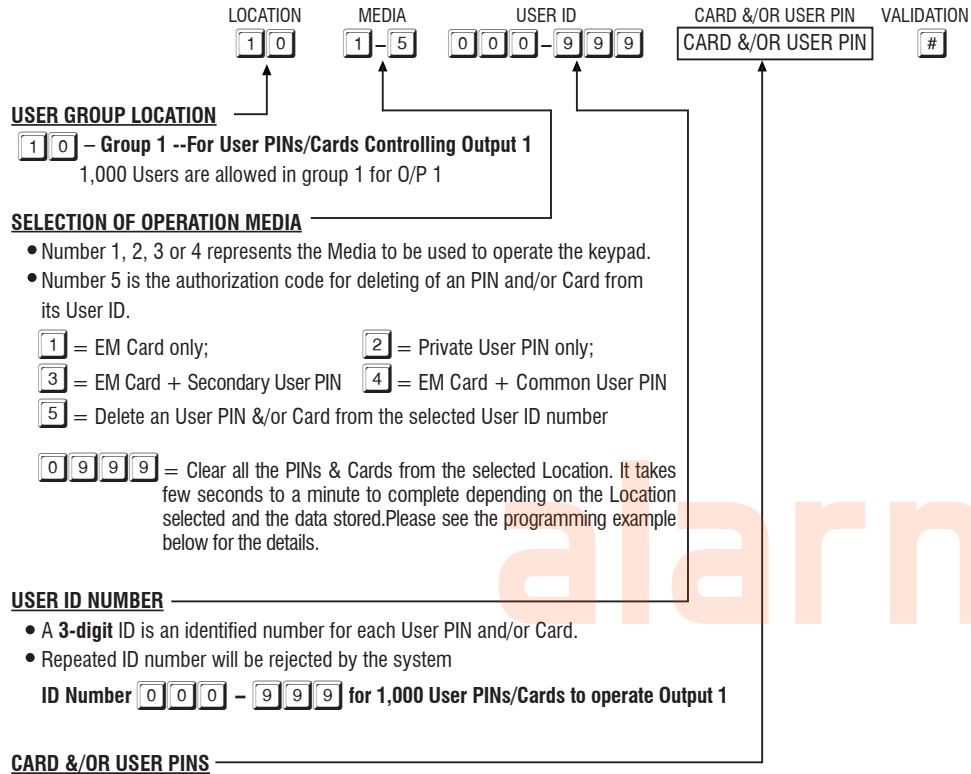 LOCATION MEDIA USER ID CARD &/OR USER PIN VALIDATION
1 0 1 – 5 0 0 0 – 9 9 9 CARD &/OR USER PIN #
USER GROUP LOCATION
1 0 – Group 1 --For User PINs/Cards Controlling Output 1
1,000 Users are allowed in group 1 for O/P 1
SELECTION OF OPERATION MEDIA
• Number 1, 2, 3 or 4 represents the Media to be used to operate the keypad.
• Number 5 is the authorization code for deleting of an PIN and/or Card from
its User ID.
1 = EM Card only; 2 = Private User PIN only;
3 = EM Card + Secondary User PIN 4 = EM Card + Common User PIN
5 = Delete an User PIN &/or Card from the selected User ID number
0 9 9 9 = Clear all the PINs & Cards from the selected Location. It takes
few seconds to a minute to complete depending on the Location
selected and the data stored.Please see the programming example
below for the details.
alarm
USER ID NUMBER
• A 3-digit ID is an identified number for each User PIN and/or Card.
• Repeated ID number will be rejected by the system
ID Number 0 0 0 – 9 9 9 for 1,000 User PINs/Cards to operate Output 1
CARD &/OR USER PINS